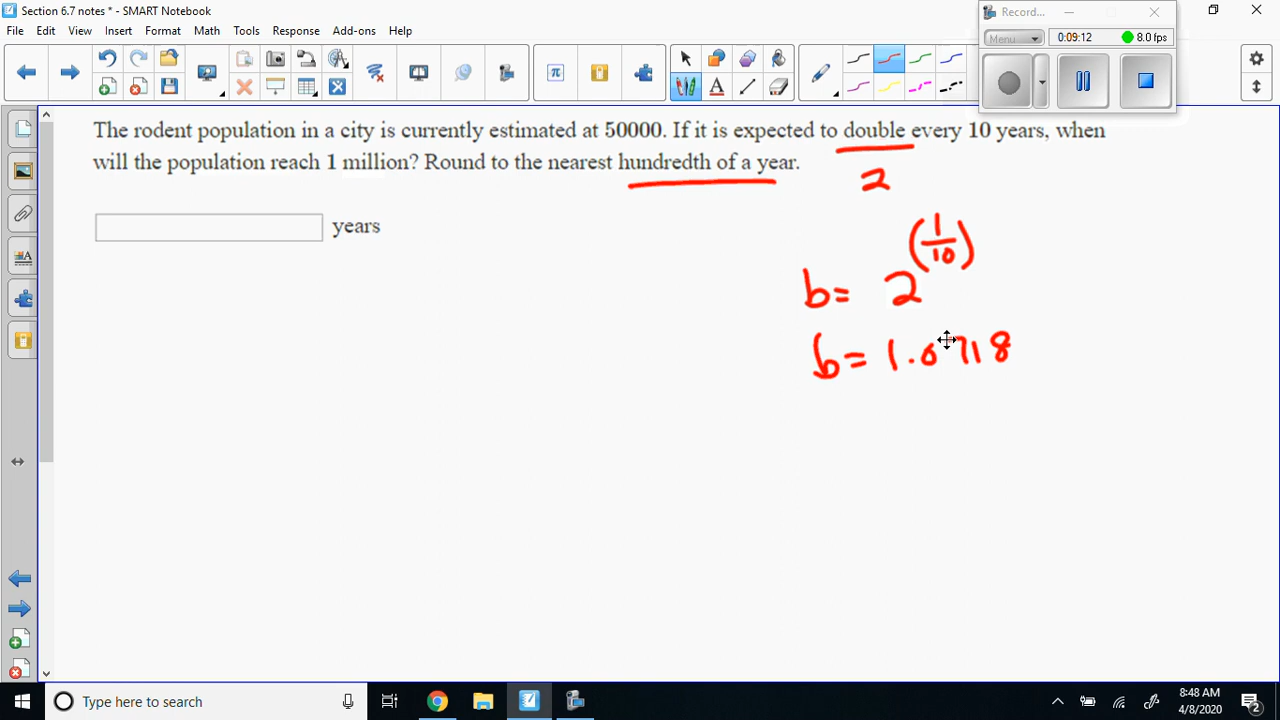 Section 6.7 notes * - SMART Notebook
Record...
File Edit View Insert Format Math Tools Response Add-ons Help
Menu 0:09:12 8.0 fps
The rodent population in a city is currently estimated at 50000. If it is expected to double every 10 years, when
will the population reach 1 million? Round to the nearest hundredth of a year.
2
years
b= 2^(1/10)
b= 1.0718
Type here to search
8:48 AM
4/8/2020
2